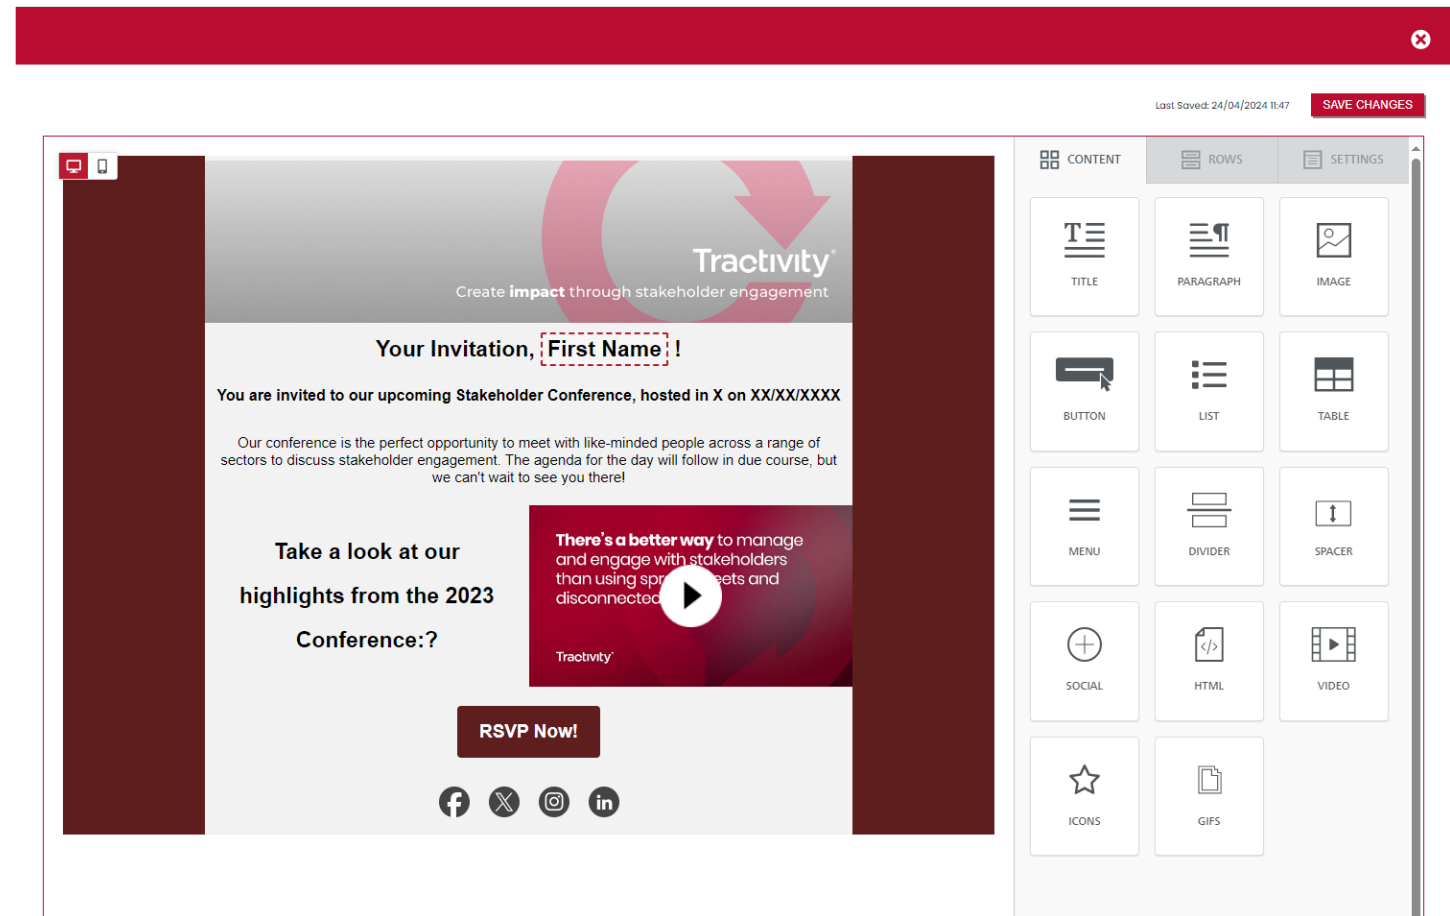 Last Saved: 24/04/2024 11:47
SAVE CHANGES
CONTENT
ROWS
SETTINGS
Tractivity
Create impact through stakeholder engagement
Your Invitation, First Name !
You are invited to our upcoming Stakeholder Conference, hosted in X on XX/XX/XXXX
Our conference is the perfect opportunity to meet with like-minded people across a range of
sectors to discuss stakeholder engagement. The agenda for the day will follow in due course, but
we can't wait to see you there!
Take a look at our
highlights from the 2023
Conference:?
There's a better way to manage
and engage with stakeholders
than using spr eets and
disconnected
Tractivity
RSVP Now!
TITLE
PARAGRAPH
IMAGE
BUTTON
LIST
TABLE
MENU
DIVIDER
SPACER
SOCIAL
HTML
VIDEO
ICONS
GIFS